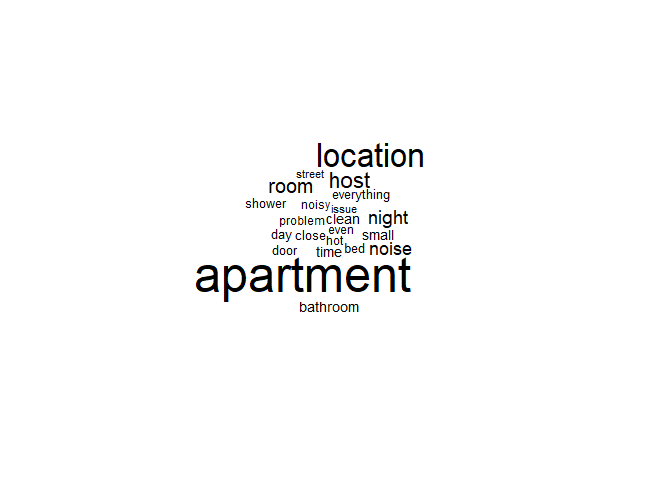 location
street
room host
everything
shower noisy issue
problem clean night
day close even small
hot
door time bed noise
apartment
bathroom